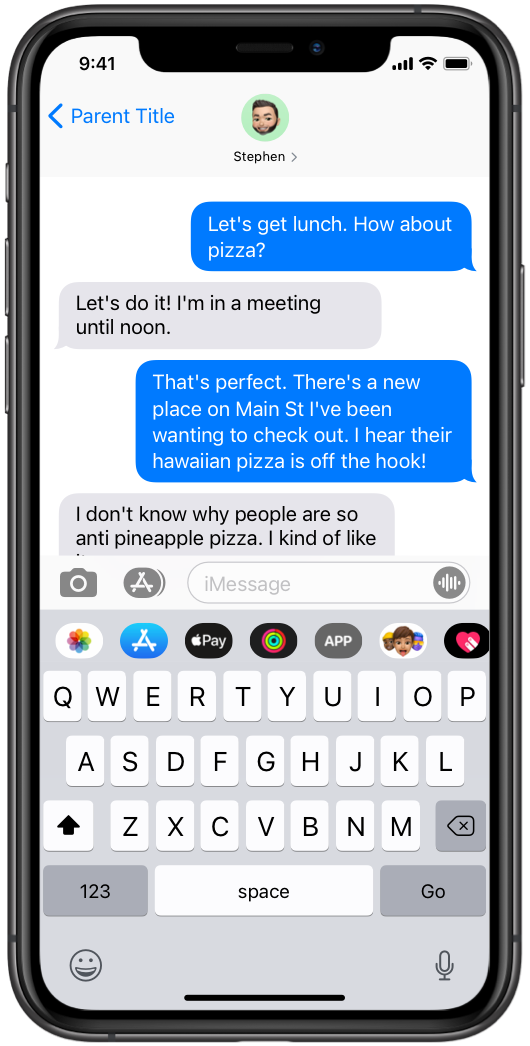 9:41
Parent Title
Stephen
Let's get lunch. How about
pizza?
Let's do it! I'm in a meeting
until noon.
That's perfect. There's a new
place on Main St I've been
wanting to check out. I hear their
hawaiian pizza is off the hook!
I don't know why people are so
anti pineapple pizza. I kind of like
iMessage
Pay
APP
Q W E R T Y U I O P
A S D F G H J K L
Z X C V B N M
123 space Go